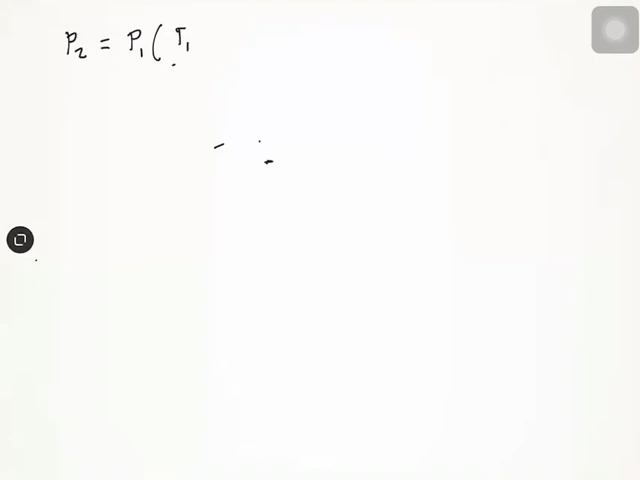 P₂ = P₁ ( T₁